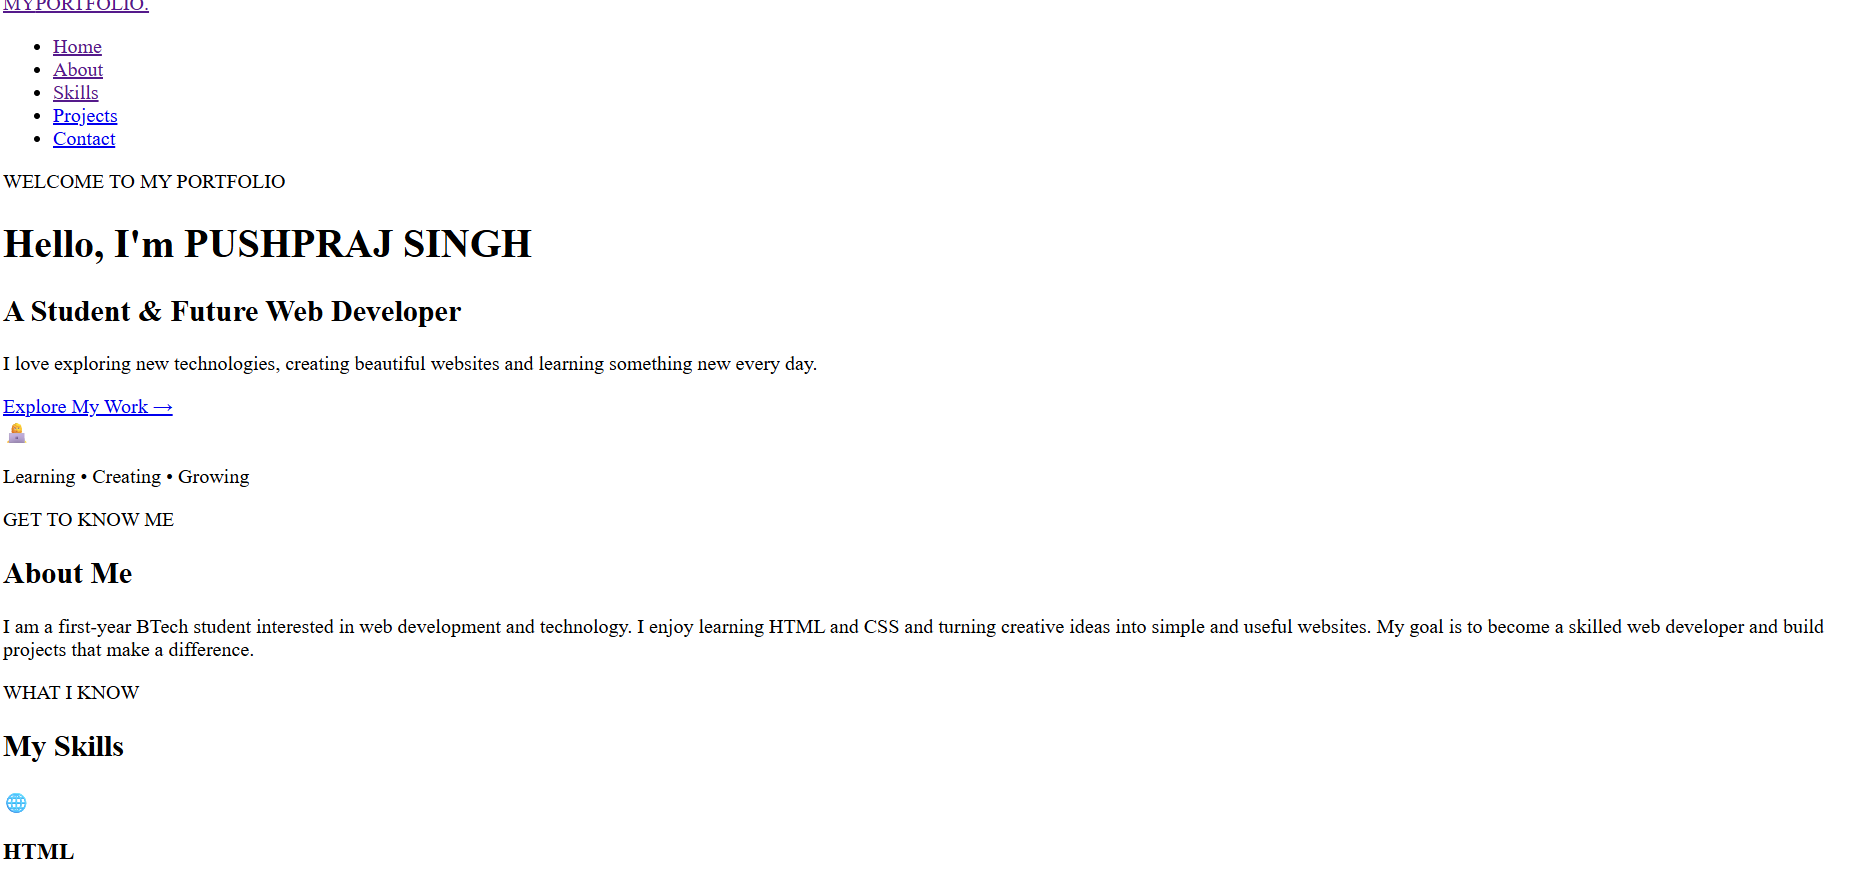 MYPORTFOLIO.
Home
About
Skills
Projects
Contact
WELCOME TO MY PORTFOLIO
Hello, I'm PUSHPRAJ SINGH
A Student & Future Web Developer
I love exploring new technologies, creating beautiful websites and learning something new every day.
Explore My Work →
Learning • Creating • Growing
GET TO KNOW ME
About Me
I am a first-year BTech student interested in web development and technology. I enjoy learning HTML and CSS and turning creative ideas into simple and useful websites. My goal is to become a skilled web developer and build
projects that make a difference.
WHAT I KNOW
My Skills
HTML